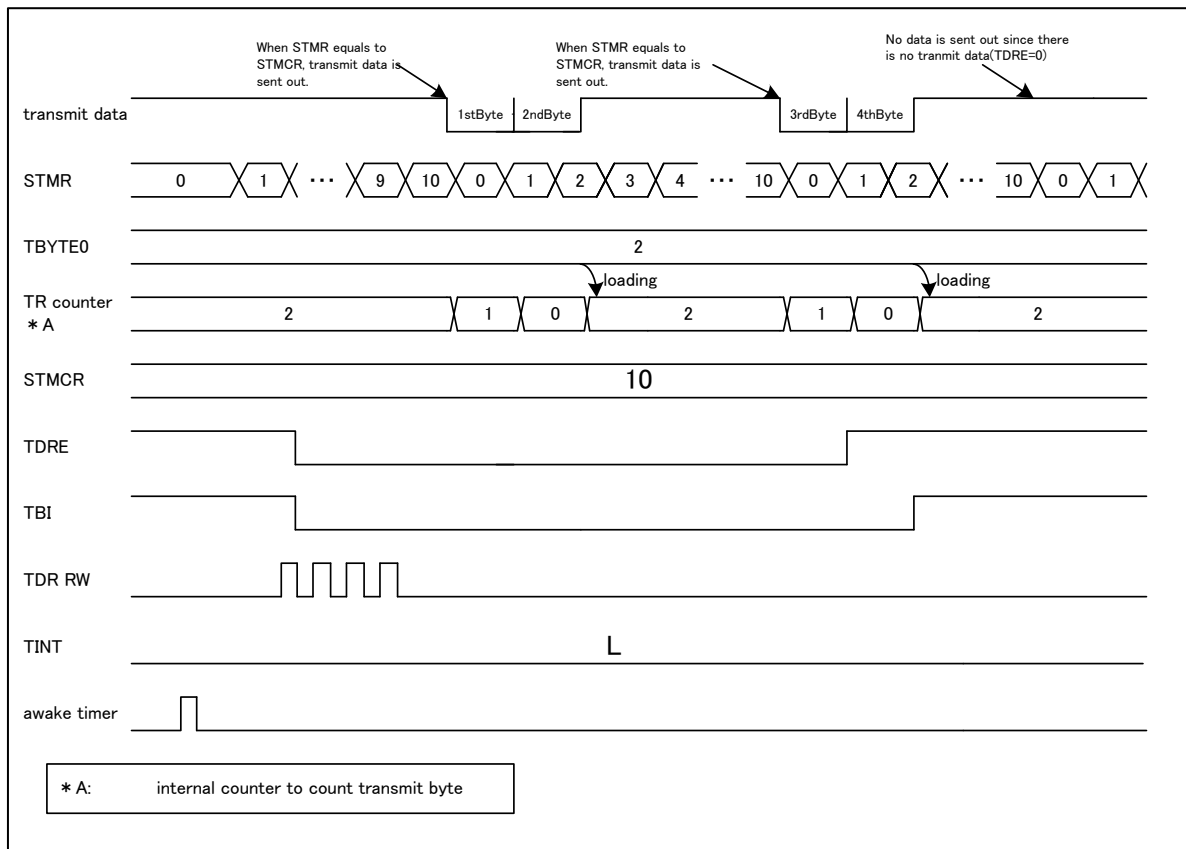 When STMR equals to
STMCR, transmit data is
sent out.
When STMR equals to
STMCR, transmit data is
sent out.
No data is sent out since there
is no tranmit data(TDRE=0)
transmit data
1stByte 2ndByte 3rdByte 4thByte
STMR 0 1 ··· 9 10 0 1 2 3 4 ··· 10 0 1 2 ··· 10 0 1
TBYTE0 2
loading loading
TR counter
*A
2 1 0 2 1 0 2
STMCR 10
TDRE
TBI
TDR RW
TINT L
awake timer
*A: internal counter to count transmit byte